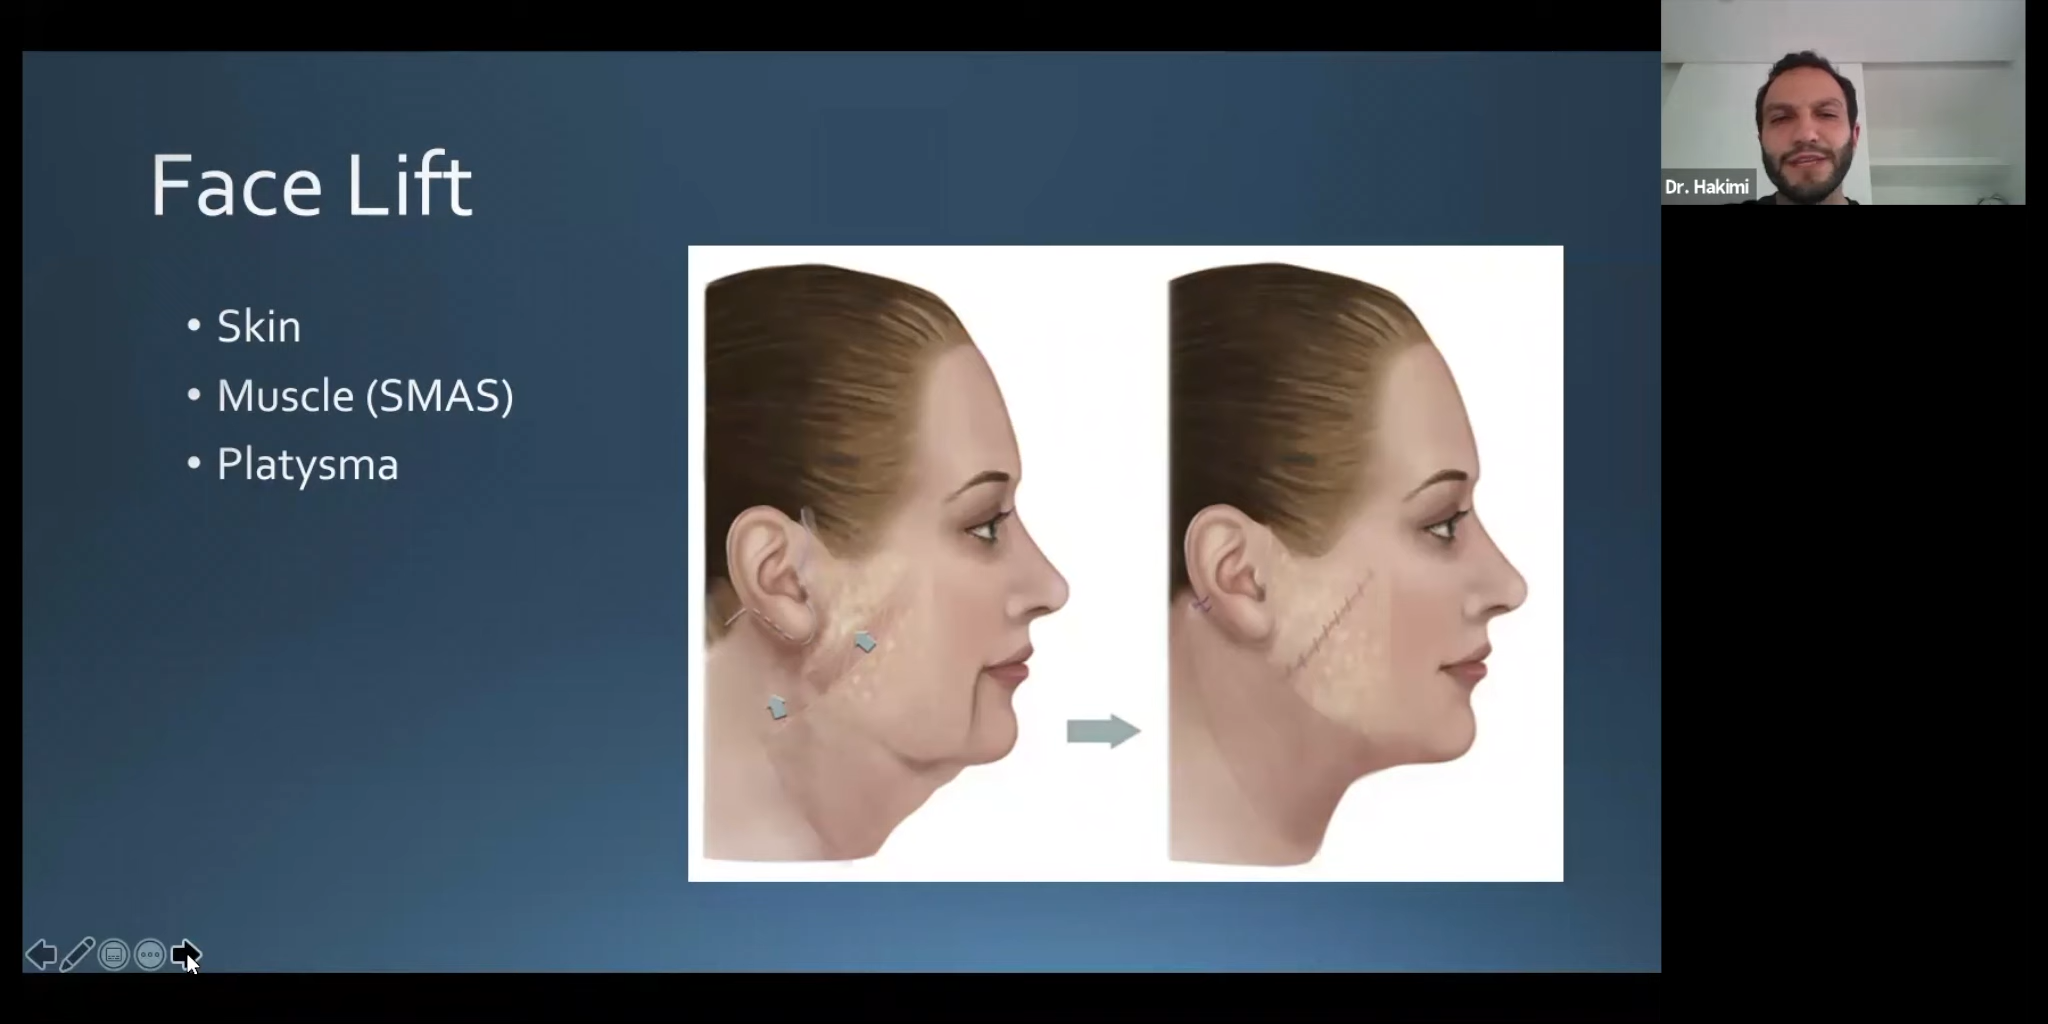 Face Lift
• Skin
• Muscle (SMAS)
• Platysma
Dr. Hakimi